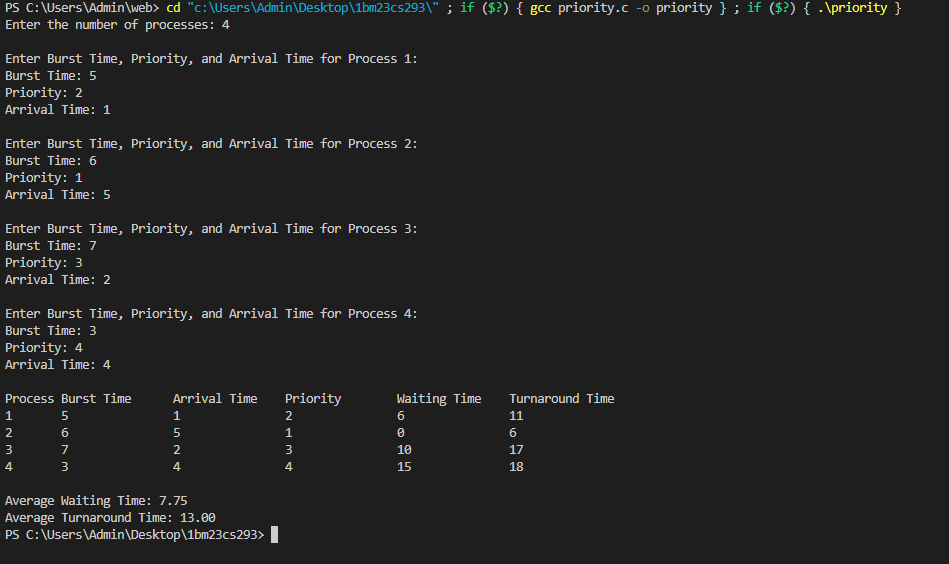 PS C:\Users\Admin\web> cd "c:\Users\Admin\Desktop\1bm23cs293\" ; if ($?) { gcc priority.c -o priority } ; if ($?) { .\priority }
Enter the number of processes: 4
Enter Burst Time, Priority, and Arrival Time for Process 1:
Burst Time: 5
Priority: 2
Arrival Time: 1
Enter Burst Time, Priority, and Arrival Time for Process 2:
Burst Time: 6
Priority: 1
Arrival Time: 5
Enter Burst Time, Priority, and Arrival Time for Process 3:
Burst Time: 7
Priority: 3
Arrival Time: 2
Enter Burst Time, Priority, and Arrival Time for Process 4:
Burst Time: 3
Priority: 4
Arrival Time: 4
Process Burst Time Arrival Time Priority Waiting Time Turnaround Time
1 5 1 2 6 11
2 6 5 1 0 6
3 7 2 3 10 17
4 3 4 4 15 18
Average Waiting Time: 7.75
Average Turnaround Time: 13.00
PS C:\Users\Admin\Desktop\1bm23cs293>